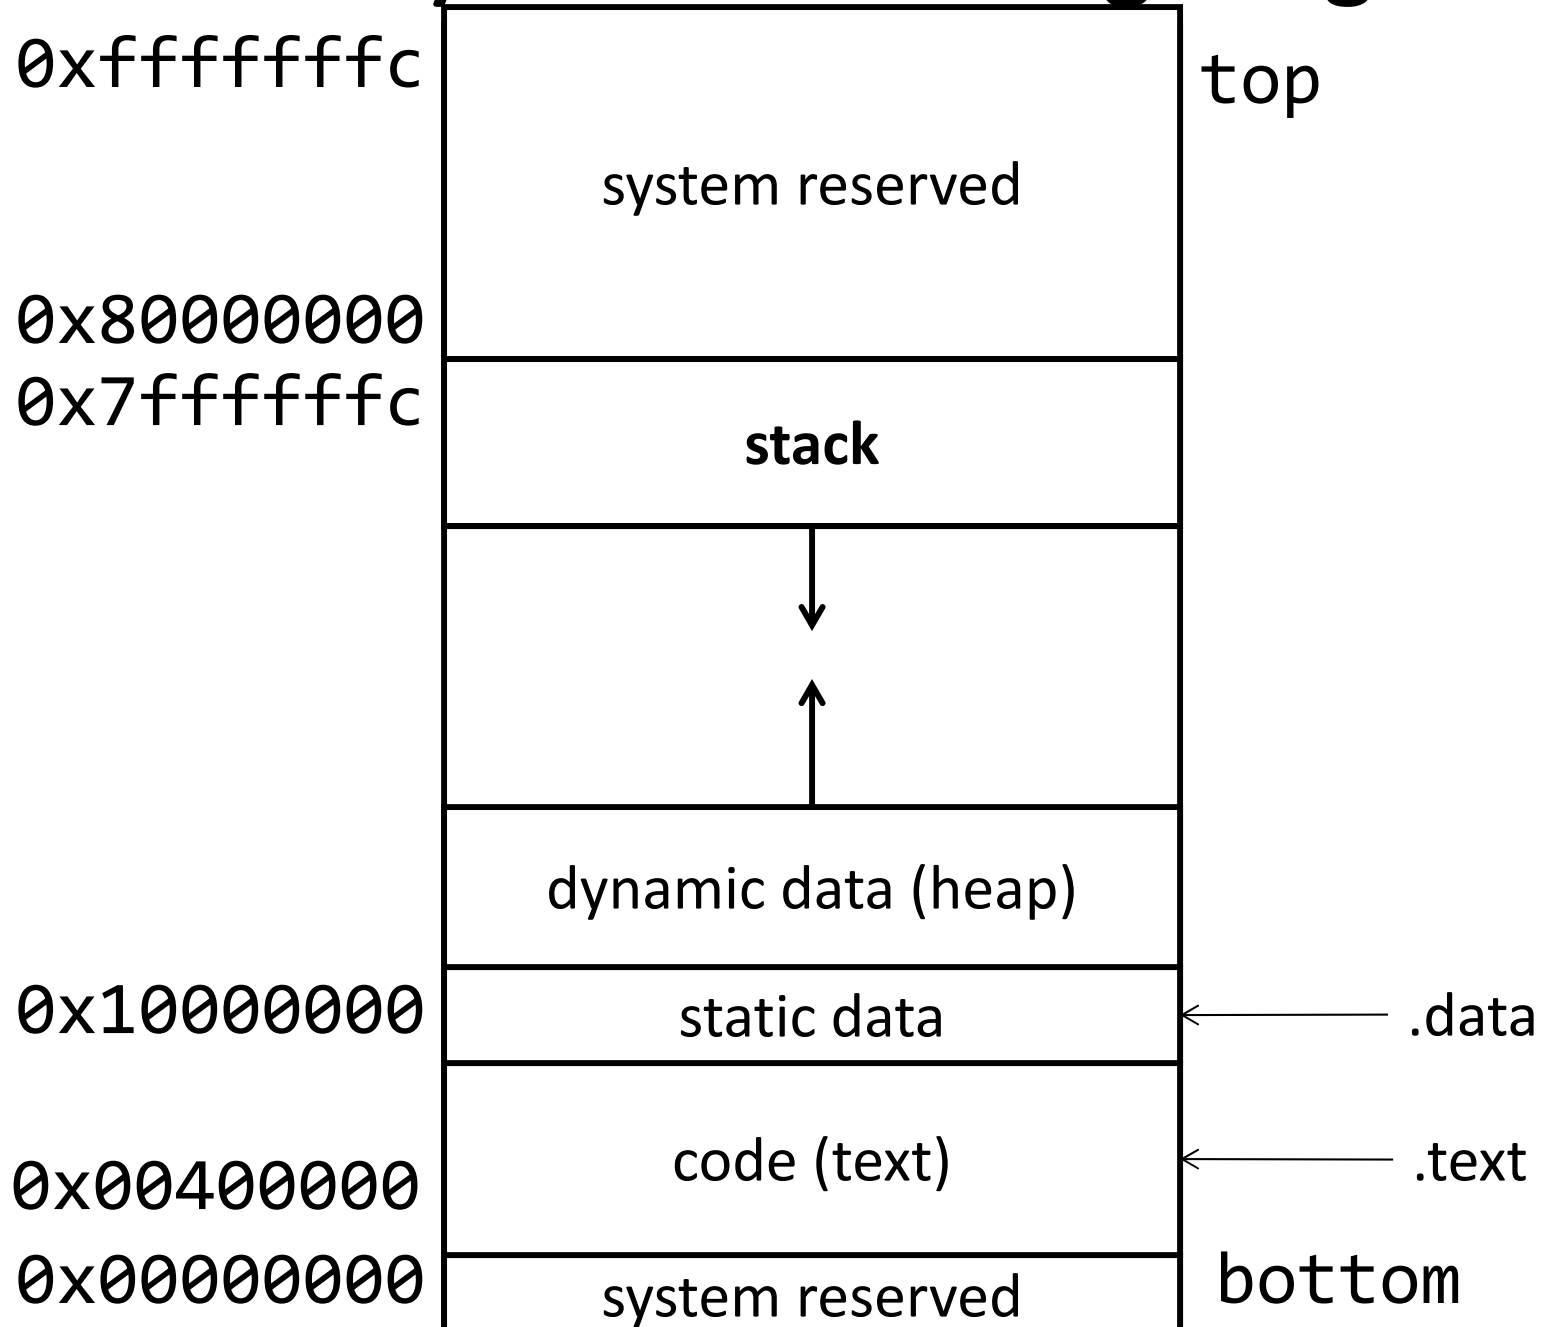 0xfffffffc
top
system reserved
0x80000000
0x7ffffffc
stack
dynamic data (heap)
0x10000000
static data
.data
code (text)
.text
0x00400000
0x00000000
system reserved
bottom